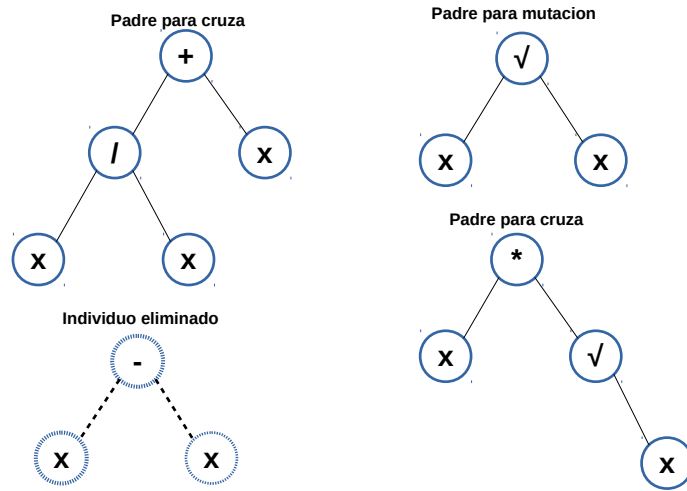 Padre para cruza
+
/
x
x
x
Padre para mutacion
√
x
x
Individuo eliminado
-
x
x
Padre para cruza
*
x
√
x